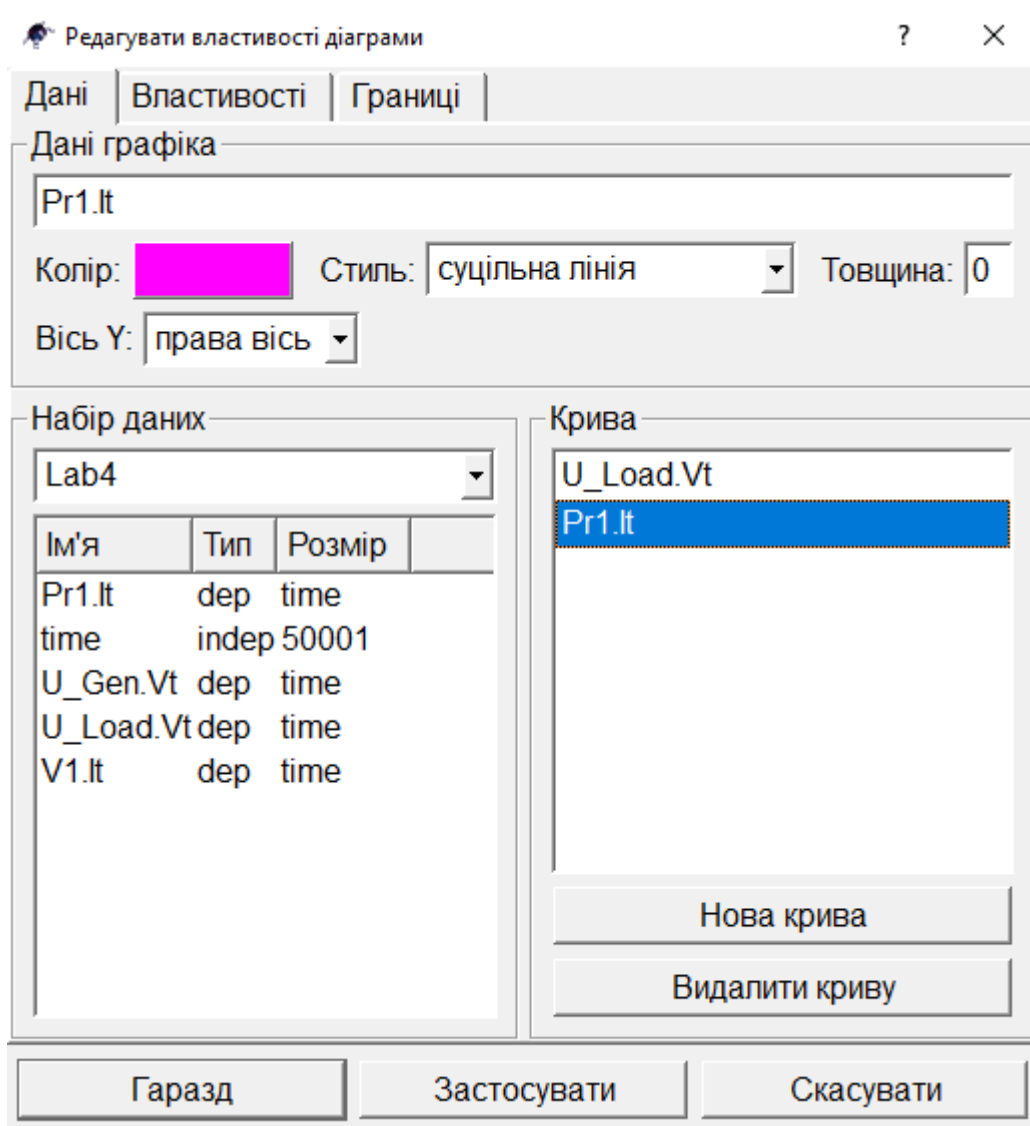 Редагувати властивості діаграми ?
Дані Властивості Границі
Дані графіка
Pr1.It
Колір: Стиль: суцільна лінія Товщина: 0
Вісь Y: права вісь
Набір даних
Lab4
Ім'я Тип Розмір
Pr1.It dep time
time indep 50001
U_Gen.Vt dep time
U_Load.Vt dep time
V1.It dep time
Крива
U_Load.Vt
Pr1.It
Нова крива
Видалити криву
Гаразд Застосувати Скасувати